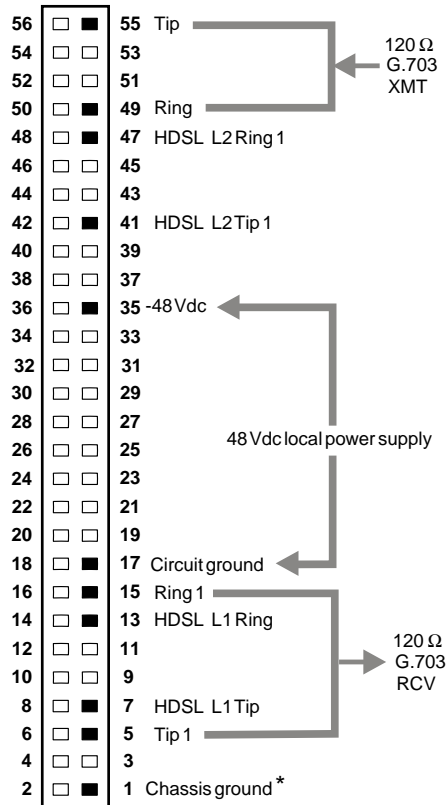 56 55 Tip
54 53
120 Ω
G.703
XMT
52 51
50 49 Ring
48 47 HDSL L2 Ring 1
46 45
44 43
42 41 HDSL L2 Tip 1
40 39
38 37
36 35 -48 Vdc
34 33
32 31
30 29
28 27
48 Vdc local power supply
26 25
24 23
22 21
20 19
18 17 Circuit ground
16 15 Ring 1
14 13 HDSL L1 Ring
12 11
120 Ω
G.703
RCV
10 9
8 7 HDSL L1 Tip
6 5 Tip 1
4 3
2 1 Chassis ground *